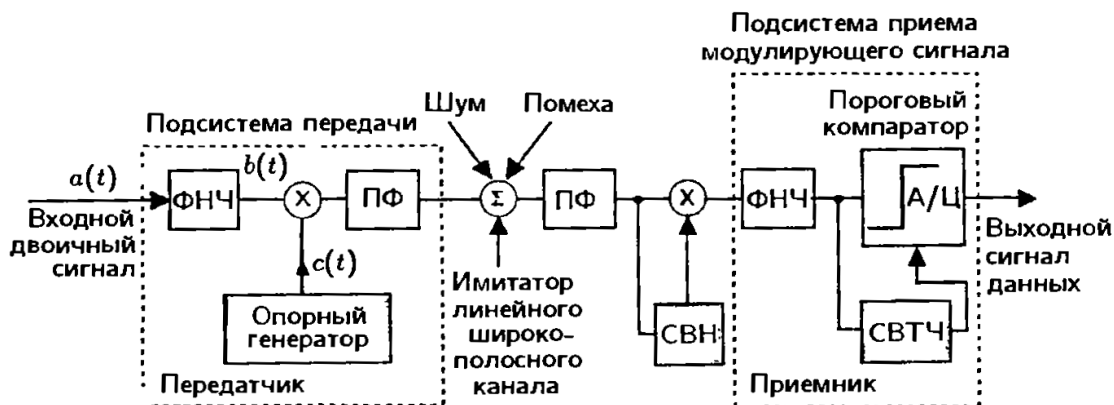 Подсистема приема
модулирующего сигнала
Шум
Помеха
Пороговый
компаратор
Подсистема передачи
a(t)
b(t)
ФНЧ
X
ПФ
Σ
ПФ
X
ФНЧ
А/Ц
Входной
двоичный
сигнал
c(t)
Опорный
генератор
Имитатор
линейного
широко-
полосного
канала
СВН
СВТЧ
Выходной
сигнал
данных
Передатчик
Приемник